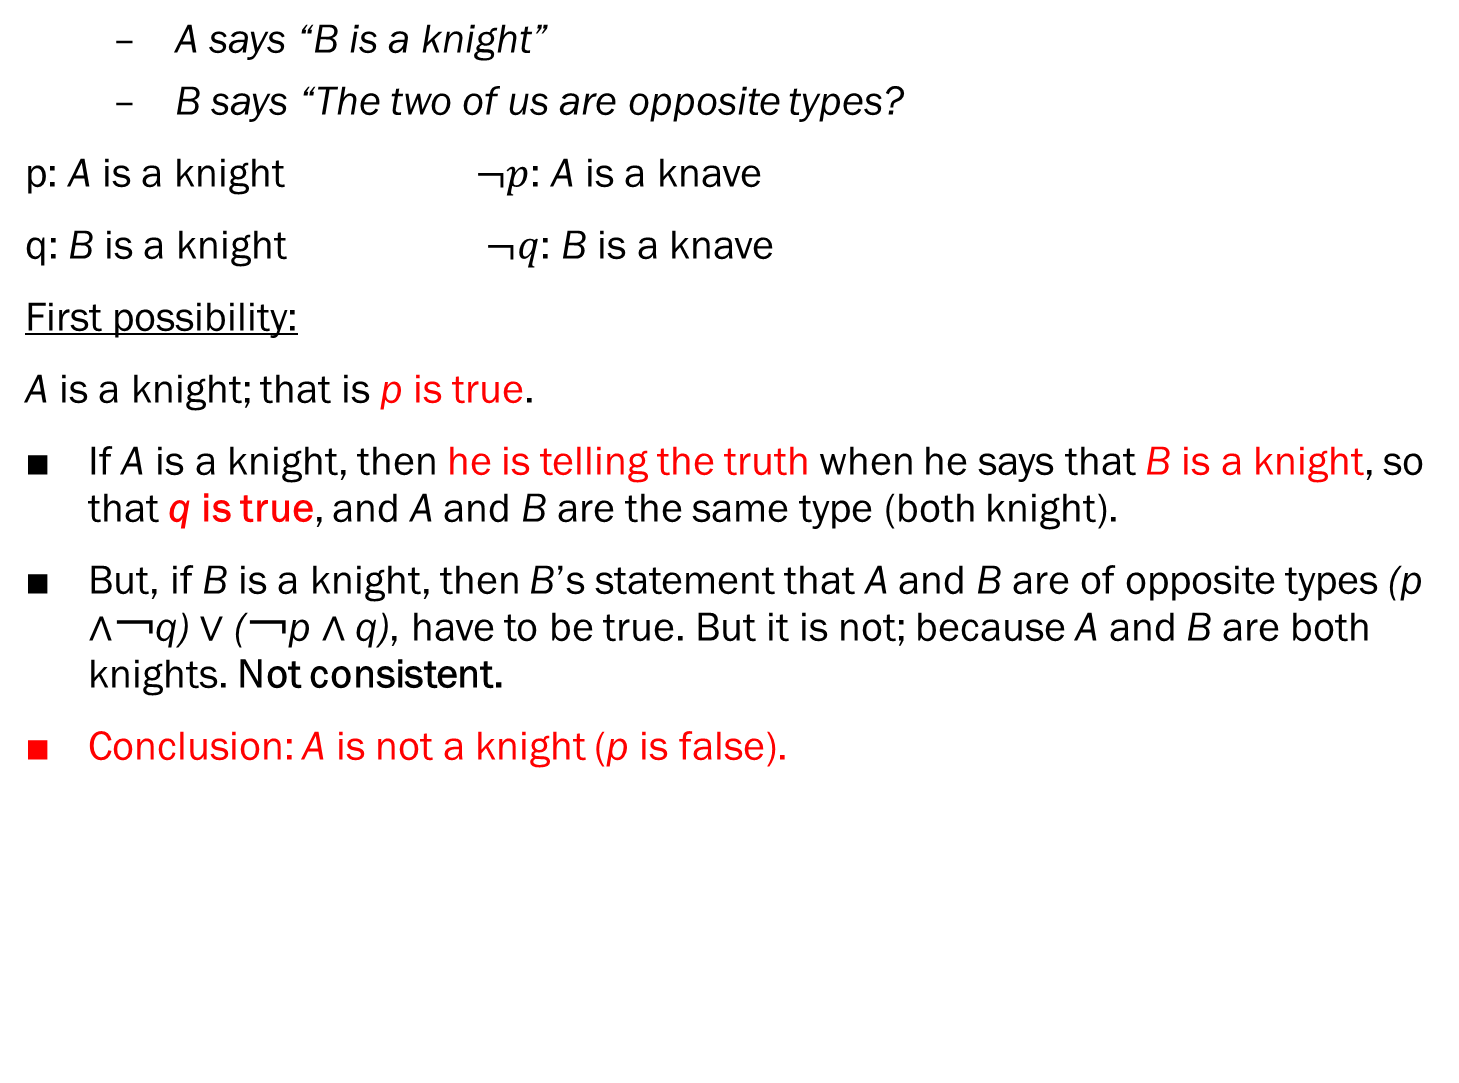 – A says “B is a knight”
– B says “The two of us are opposite types?
p: A is a knight ¬p: A is a knave
q: B is a knight ¬q: B is a knave
First possibility:
A is a knight; that is p is true.
■ If A is a knight, then he is telling the truth when he says that B is a knight, so
that q is true, and A and B are the same type (both knight).
■ But, if B is a knight, then B’s statement that A and B are of opposite types (p
∧¬q) ∨ (¬p ∧ q), have to be true. But it is not; because A and B are both
knights. Not consistent.
■ Conclusion: A is not a knight (p is false).